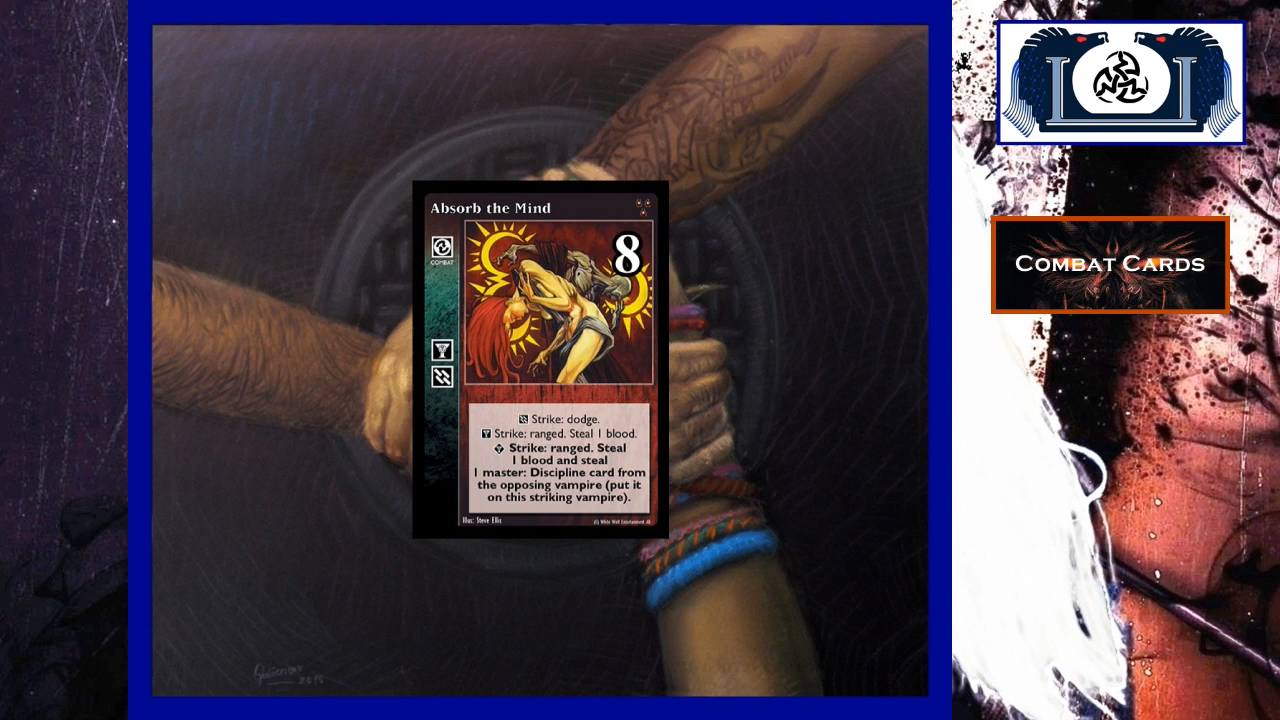 Absorb the Mind
8
COMBAT
Strike: dodge.
Strike: ranged. Steal 1 blood.
Strike: ranged. Steal
1 blood and steal
1 master: Discipline card from
the opposing vampire (put it
on this striking vampire).
Illus: Steve Ellis
Combat Cards
2015